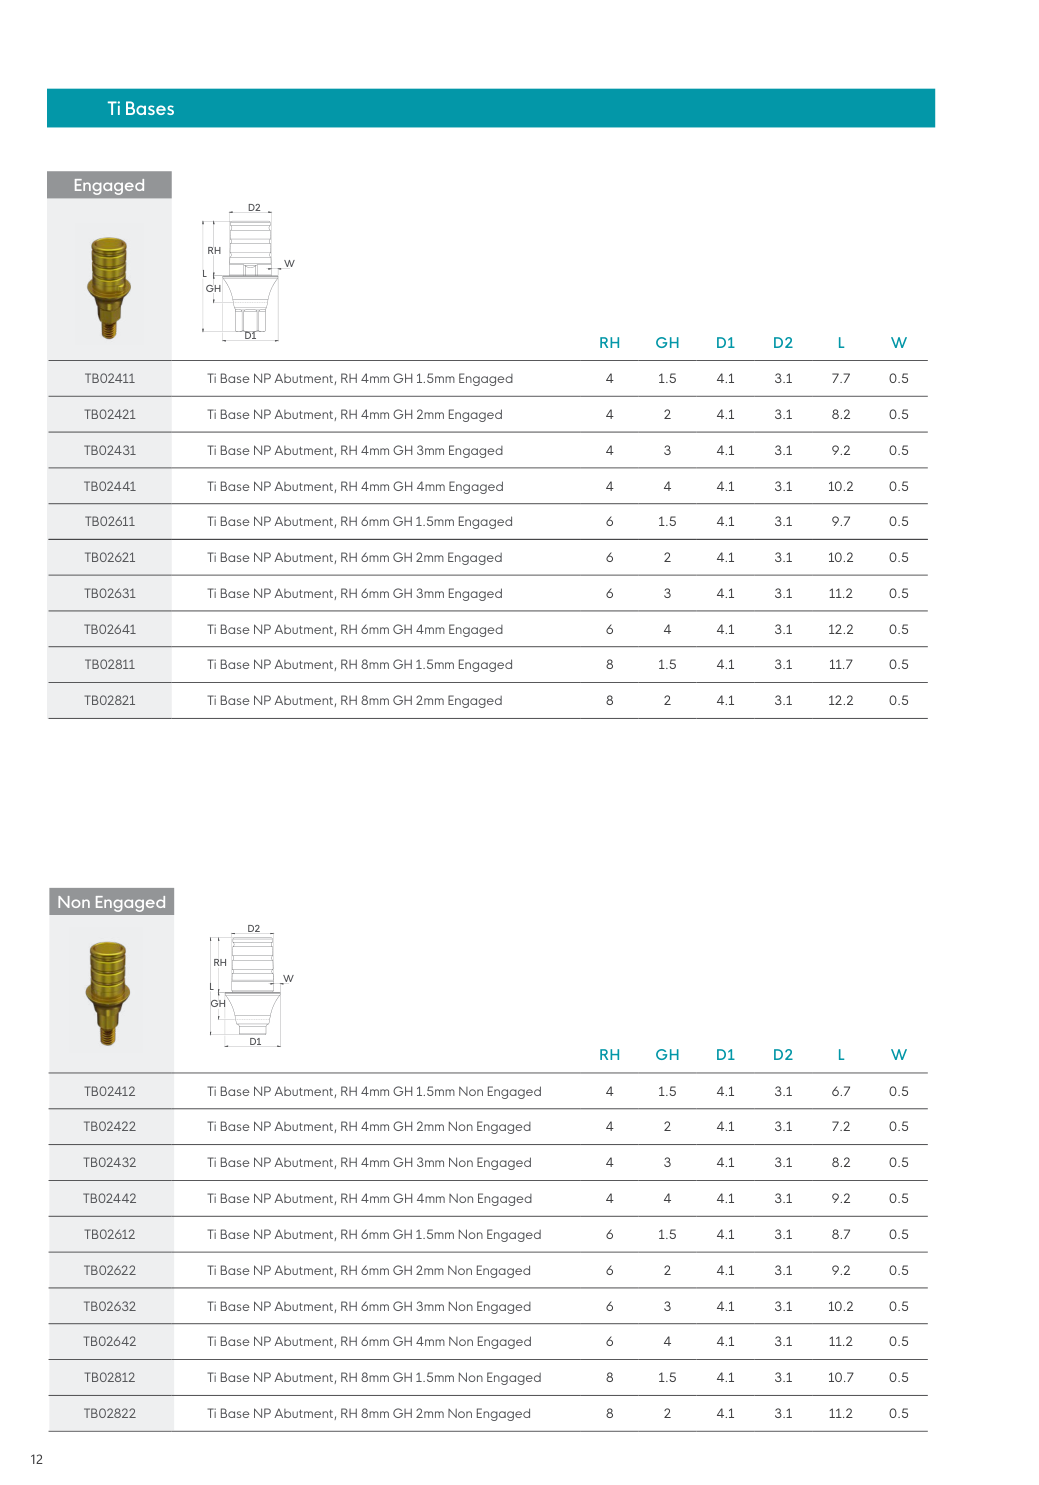 Ti Bases
Engaged
D2
RH
W
L
GH
D1
RH GH D1 D2 L W
TB02411 Ti Base NP Abutment, RH 4mm GH 1.5mm Engaged 4 1.5 4.1 3.1 7.7 0.5
TB02421 Ti Base NP Abutment, RH 4mm GH 2mm Engaged 4 2 4.1 3.1 8.2 0.5
TB02431 Ti Base NP Abutment, RH 4mm GH 3mm Engaged 4 3 4.1 3.1 9.2 0.5
TB02441 Ti Base NP Abutment, RH 4mm GH 4mm Engaged 4 4 4.1 3.1 10.2 0.5
TB02611 Ti Base NP Abutment, RH 6mm GH 1.5mm Engaged 6 1.5 4.1 3.1 9.7 0.5
TB02621 Ti Base NP Abutment, RH 6mm GH 2mm Engaged 6 2 4.1 3.1 10.2 0.5
TB02631 Ti Base NP Abutment, RH 6mm GH 3mm Engaged 6 3 4.1 3.1 11.2 0.5
TB02641 Ti Base NP Abutment, RH 6mm GH 4mm Engaged 6 4 4.1 3.1 12.2 0.5
TB02811 Ti Base NP Abutment, RH 8mm GH 1.5mm Engaged 8 1.5 4.1 3.1 11.7 0.5
TB02821 Ti Base NP Abutment, RH 8mm GH 2mm Engaged 8 2 4.1 3.1 12.2 0.5
Non Engaged
D2
RH
W
L
GH
D1
RH GH D1 D2 L W
TB02412 Ti Base NP Abutment, RH 4mm GH 1.5mm Non Engaged 4 1.5 4.1 3.1 6.7 0.5
TB02422 Ti Base NP Abutment, RH 4mm GH 2mm Non Engaged 4 2 4.1 3.1 7.2 0.5
TB02432 Ti Base NP Abutment, RH 4mm GH 3mm Non Engaged 4 3 4.1 3.1 8.2 0.5
TB02442 Ti Base NP Abutment, RH 4mm GH 4mm Non Engaged 4 4 4.1 3.1 9.2 0.5
TB02612 Ti Base NP Abutment, RH 6mm GH 1.5mm Non Engaged 6 1.5 4.1 3.1 8.7 0.5
TB02622 Ti Base NP Abutment, RH 6mm GH 2mm Non Engaged 6 2 4.1 3.1 9.2 0.5
TB02632 Ti Base NP Abutment, RH 6mm GH 3mm Non Engaged 6 3 4.1 3.1 10.2 0.5
TB02642 Ti Base NP Abutment, RH 6mm GH 4mm Non Engaged 6 4 4.1 3.1 11.2 0.5
TB02812 Ti Base NP Abutment, RH 8mm GH 1.5mm Non Engaged 8 1.5 4.1 3.1 10.7 0.5
TB02822 Ti Base NP Abutment, RH 8mm GH 2mm Non Engaged 8 2 4.1 3.1 11.2 0.5
12